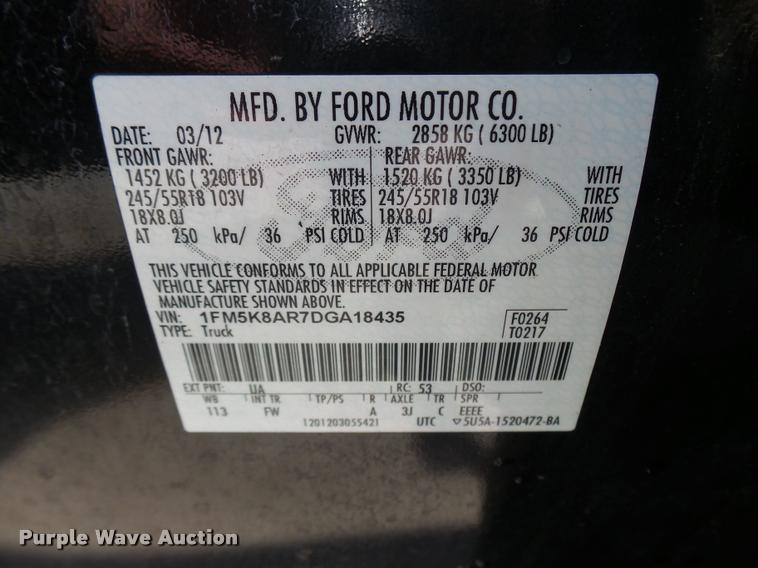 MFD. BY FORD MOTOR CO.
DATE: 03/12 GVWR: 2858 KG ( 6300 LB)
FRONT GAWR: REAR GAWR:
1452 KG ( 3200 LB) WITH 1520 KG ( 3350 LB) WITH
245/55R18 103V TIRES 245/55R18 103V TIRES
18X8.0J RIMS 18X8.0J RIMS
AT 250 kPa/ 36 PSI COLD AT 250 kPa/ 36 PSI COLD
THIS VEHICLE CONFORMS TO ALL APPLICABLE FEDERAL MOTOR
VEHICLE SAFETY STANDARDS IN EFFECT ON THE DATE OF
MANUFACTURE SHOWN ABOVE.
VIN: 1FM5K8AR7DGA18435 F0264
TYPE: Truck T0217
EXT PNT: UA RC: 53 DSO:
WB INT TR TP/PS R AXLE TR SPR
113 FW A 3J C EEEE
1201203055421 UTC ▽5U5A-1520472-BA
Purple Wave Auction